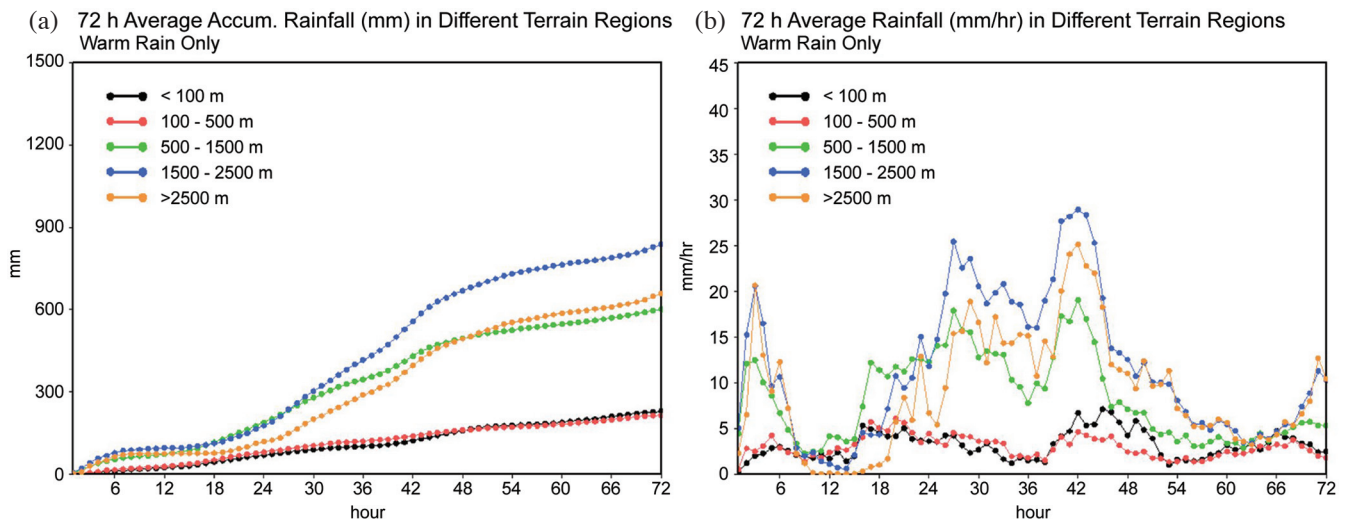 (a)
72 h Average Accum. Rainfall (mm) in Different Terrain Regions
Warm Rain Only
1500
1200
900
600
300
0
mm
< 100 m
100 - 500 m
500 - 1500 m
1500 - 2500 m
>2500 m
6 12 18 24 30 36 42 48 54 60 66 72
hour
(b)
72 h Average Rainfall (mm/hr) in Different Terrain Regions
Warm Rain Only
45
40
35
30
25
20
15
10
5
0
mm/hr
< 100 m
100 - 500 m
500 - 1500 m
1500 - 2500 m
>2500 m
6 12 18 24 30 36 42 48 54 60 66 72
hour